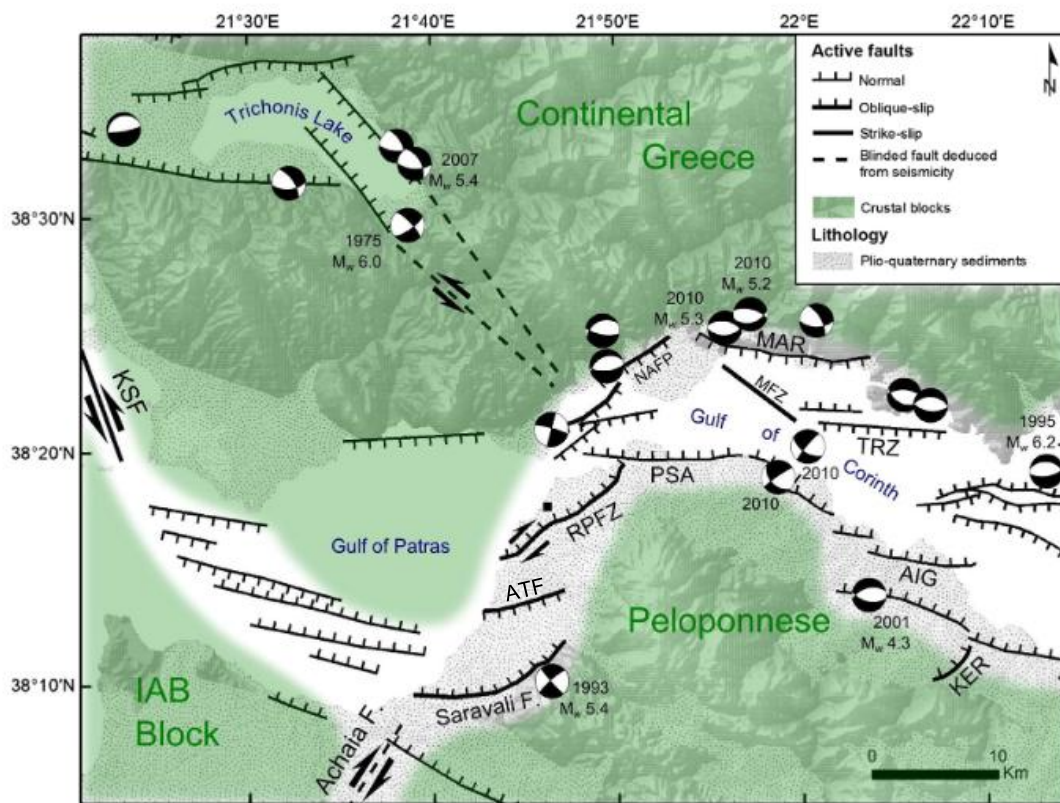 21°30'E
21°40'E
21°50'E
22°0'E
22°10'E
38°30'N
38°20'N
38°10'N
Active faults
Normal
Oblique-slip
Strike-slip
Blinded fault deduced
from seismicity
Crustal blocks
Lithology
Plio-quaternary sediments
N
Continental
Greece
Trichonis Lake
2007
Mw 5.4
1975
Mw 6.0
2010
Mw 5.2
2010
Mw 5.3
MAR
NAFP
MFZ
KSF
Gulf of Corinth
TRZ
1995
Mw 6.2
PSA
2010
2010
RPFZ
Gulf of Patras
ATF
AIG
Peloponnese
2001
Mw 4.3
KER
IAB
Block
Saravali F.
1993
Mw 5.4
Achaia F.
0 10
Km